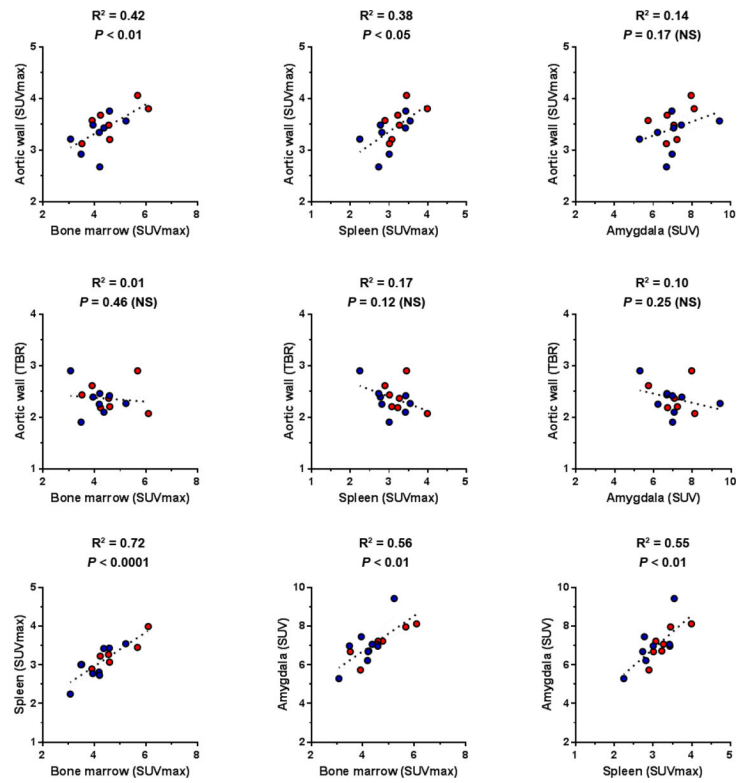 R² = 0.42
P < 0.01
Aortic wall (SUVmax)
5
4
3
2
2 4 6 8
Bone marrow (SUVmax)
R² = 0.38
P < 0.05
Aortic wall (SUVmax)
5
4
3
2
1 2 3 4 5
Spleen (SUVmax)
R² = 0.14
P = 0.17 (NS)
Aortic wall (SUVmax)
5
4
3
2
4 6 8 10
Amygdala (SUV)
R² = 0.01
P = 0.46 (NS)
Aortic wall (TBR)
4
3
2
1
2 4 6 8
Bone marrow (SUVmax)
R² = 0.17
P = 0.12 (NS)
Aortic wall (TBR)
4
3
2
1
1 2 3 4 5
Spleen (SUVmax)
R² = 0.10
P = 0.25 (NS)
Aortic wall (TBR)
4
3
2
1
4 6 8 10
Amygdala (SUV)
R² = 0.72
P < 0.0001
Spleen (SUVmax)
5
4
3
2
1
2 4 6 8
Bone marrow (SUVmax)
R² = 0.56
P < 0.01
Amygdala (SUV)
10
8
6
4
2
2 4 6 8
Bone marrow (SUVmax)
R² = 0.55
P < 0.01
Amygdala (SUV)
10
8
6
4
2
1 2 3 4 5
Spleen (SUVmax)